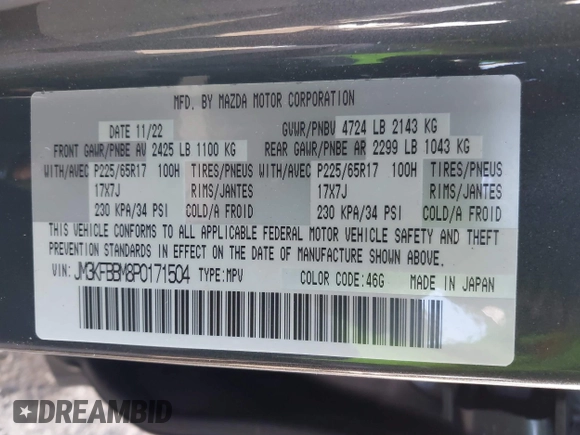 MFD. BY MAZDA MOTOR CORPORATION
DATE 11/22 GVWR/PNBV 4724 LB 2143 KG
FRONT GAWR/PNBE AV 2425 LB 1100 KG REAR GAWR/PNBE AR 2299 LB 1043 KG
WITH/AVEC P225/65R17 100H TIRES/PNEUS WITH/AVEC P225/65R17 100H TIRES/PNEUS
17X7J RIMS/JANTES 17X7J RIMS/JANTES
230 KPA/34 PSI COLD/A FROID 230 KPA/34 PSI COLD/A FROID
THIS VEHICLE CONFORMS TO ALL APPLICABLE FEDERAL MOTOR VEHICLE SAFETY AND THEFT
PREVENTION STANDARDS IN EFFECT ON THE DATE OF MANUFACTURE SHOWN ABOVE.
VIN: JM3KFBBM8P0171504 TYPE:MPV COLOR CODE:46G MADE IN JAPAN
DREAMBID